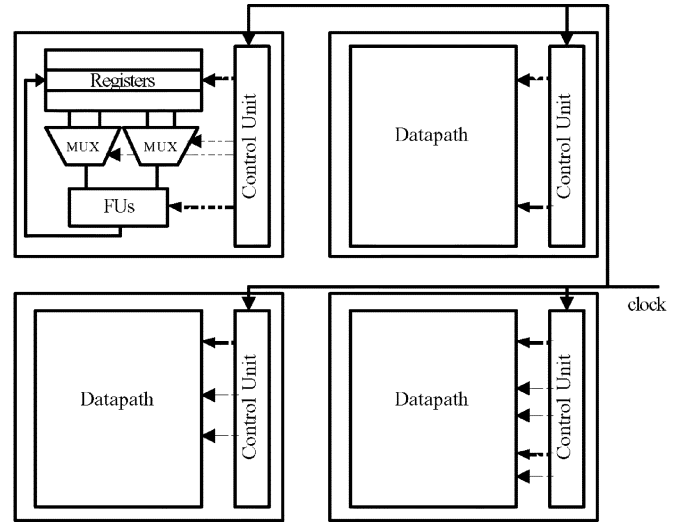 Registers
MUX
MUX
FUs
Control Unit
Datapath
Control Unit
clock
Datapath
Control Unit
Datapath
Control Unit